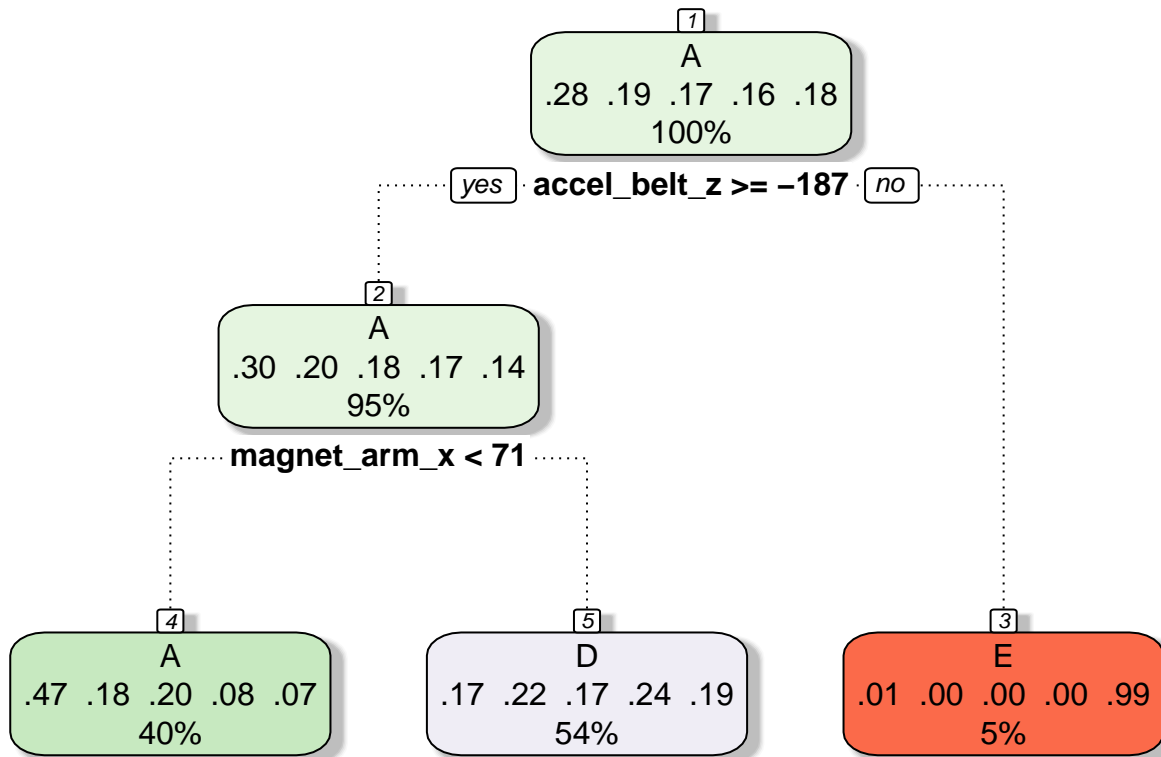 1
A
.28 .19 .17 .16 .18
100%
yes accel_belt_z >= −187 no
2
A
.30 .20 .18 .17 .14
95%
magnet_arm_x < 71
4
A
.47 .18 .20 .08 .07
40%
5
D
.17 .22 .17 .24 .19
54%
3
E
.01 .00 .00 .00 .99
5%